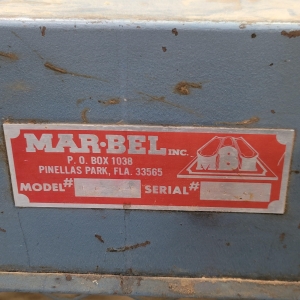 MAR·BEL INC.
P. O. BOX 1038
PINELLAS PARK, FLA. 33565
MBI
MODEL# SERIAL#